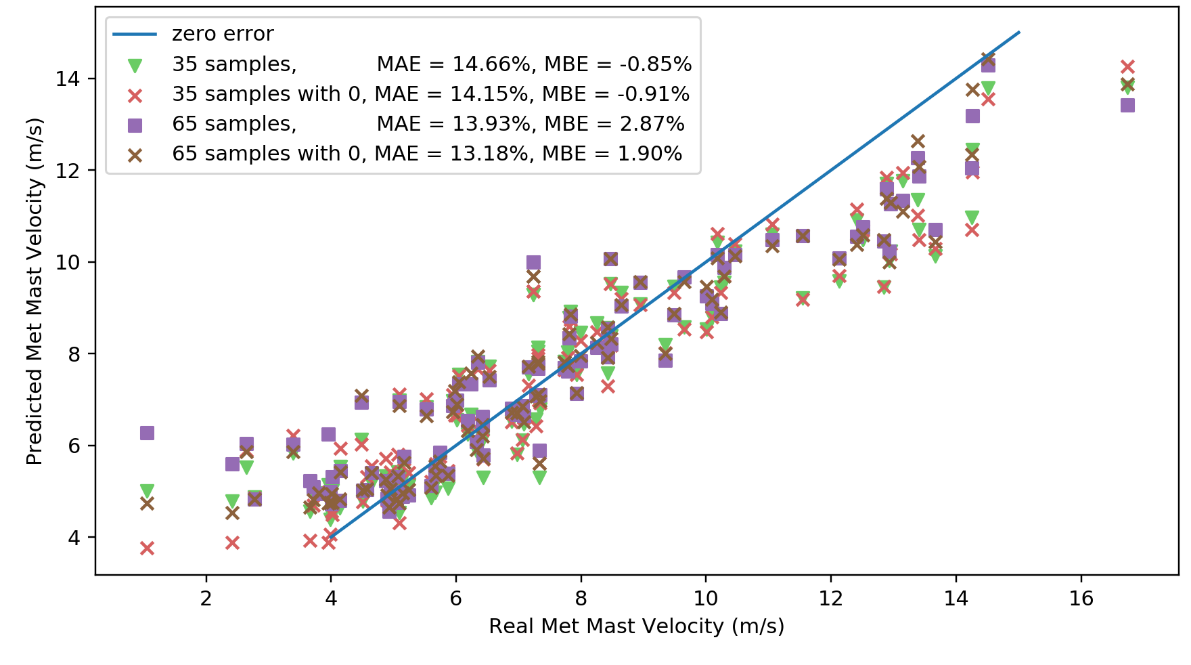 zero error
35 samples, MAE = 14.66%, MBE = -0.85%
35 samples with 0, MAE = 14.15%, MBE = -0.91%
65 samples, MAE = 13.93%, MBE = 2.87%
65 samples with 0, MAE = 13.18%, MBE = 1.90%
Predicted Met Mast Velocity (m/s)
14
12
10
8
6
4
2 4 6 8 10 12 14 16
Real Met Mast Velocity (m/s)